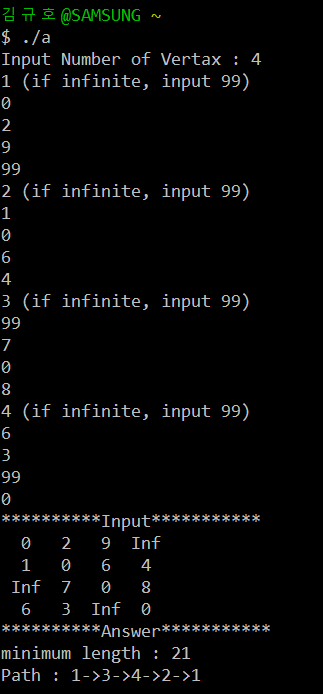 김규호@SAMSUNG ~
$ ./a
Input Number of Vertax : 4
1 (if infinite, input 99)
0
2
9
99
2 (if infinite, input 99)
1
0
6
4
3 (if infinite, input 99)
99
7
0
8
4 (if infinite, input 99)
6
3
99
0
**********Input***********
0 2 9 Inf
1 0 6 4
Inf 7 0 8
6 3 Inf 0
**********Answer***********
minimum length : 21
Path : 1->3->4->2->1